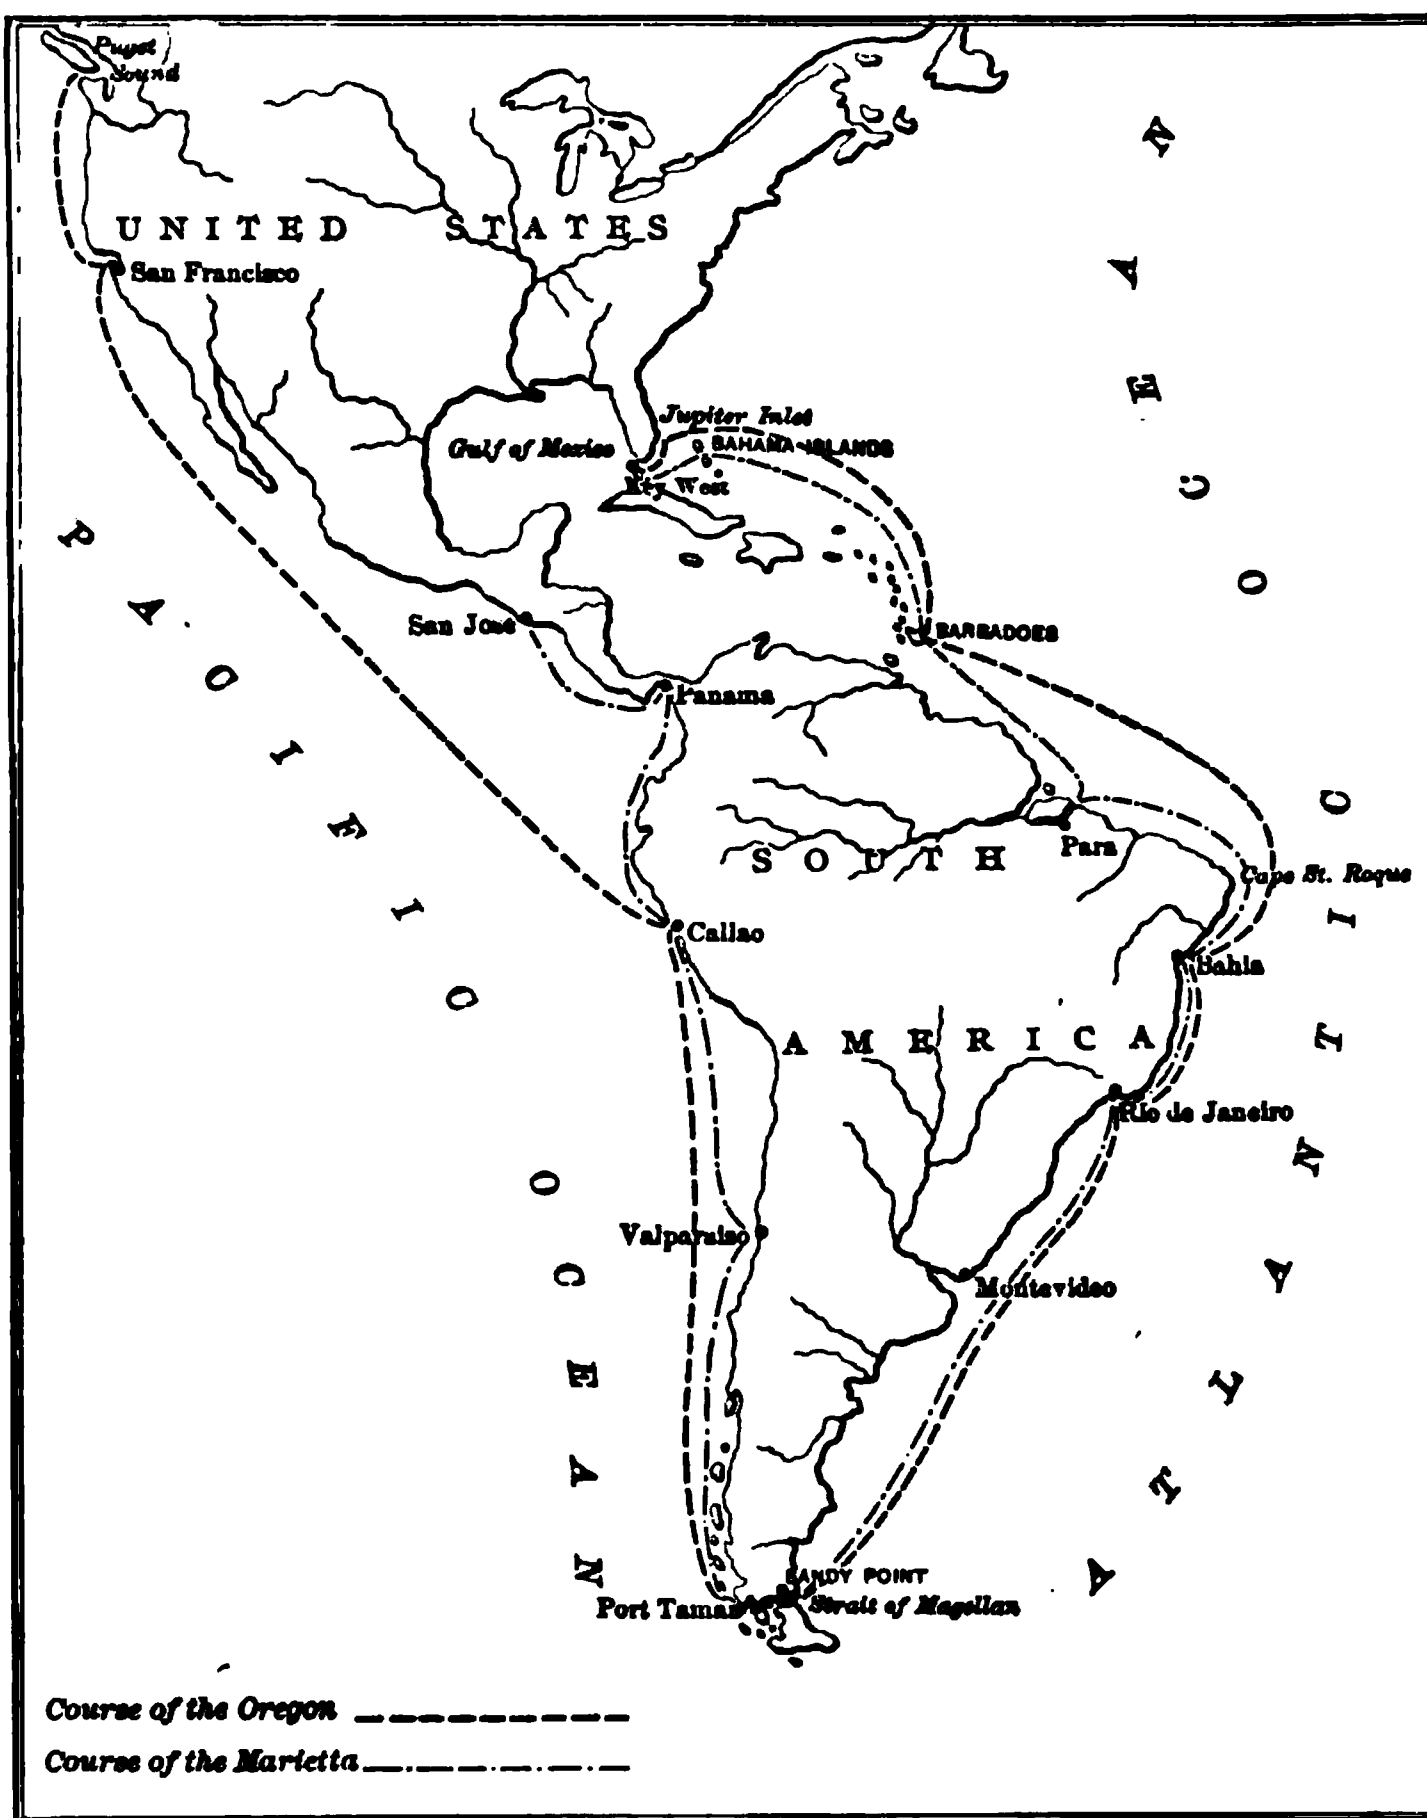 Puget
Sound
UNITED STATES
San Francisco
Jupiter Inlet
BAHAMA ISLANDS
Gulf of Mexico
Key West
San José
BARBADOES
Panama
SOUTH
Para
Cape St. Roque
Callao
Bahia
AMERICA
Rio de Janeiro
Valparaiso
Montevideo
SANDY POINT
Port Tamar
Strait of Magellan
PACIFIC OCEAN
ATLANTIC OCEAN
Course of the Oregon
Course of the Marietta